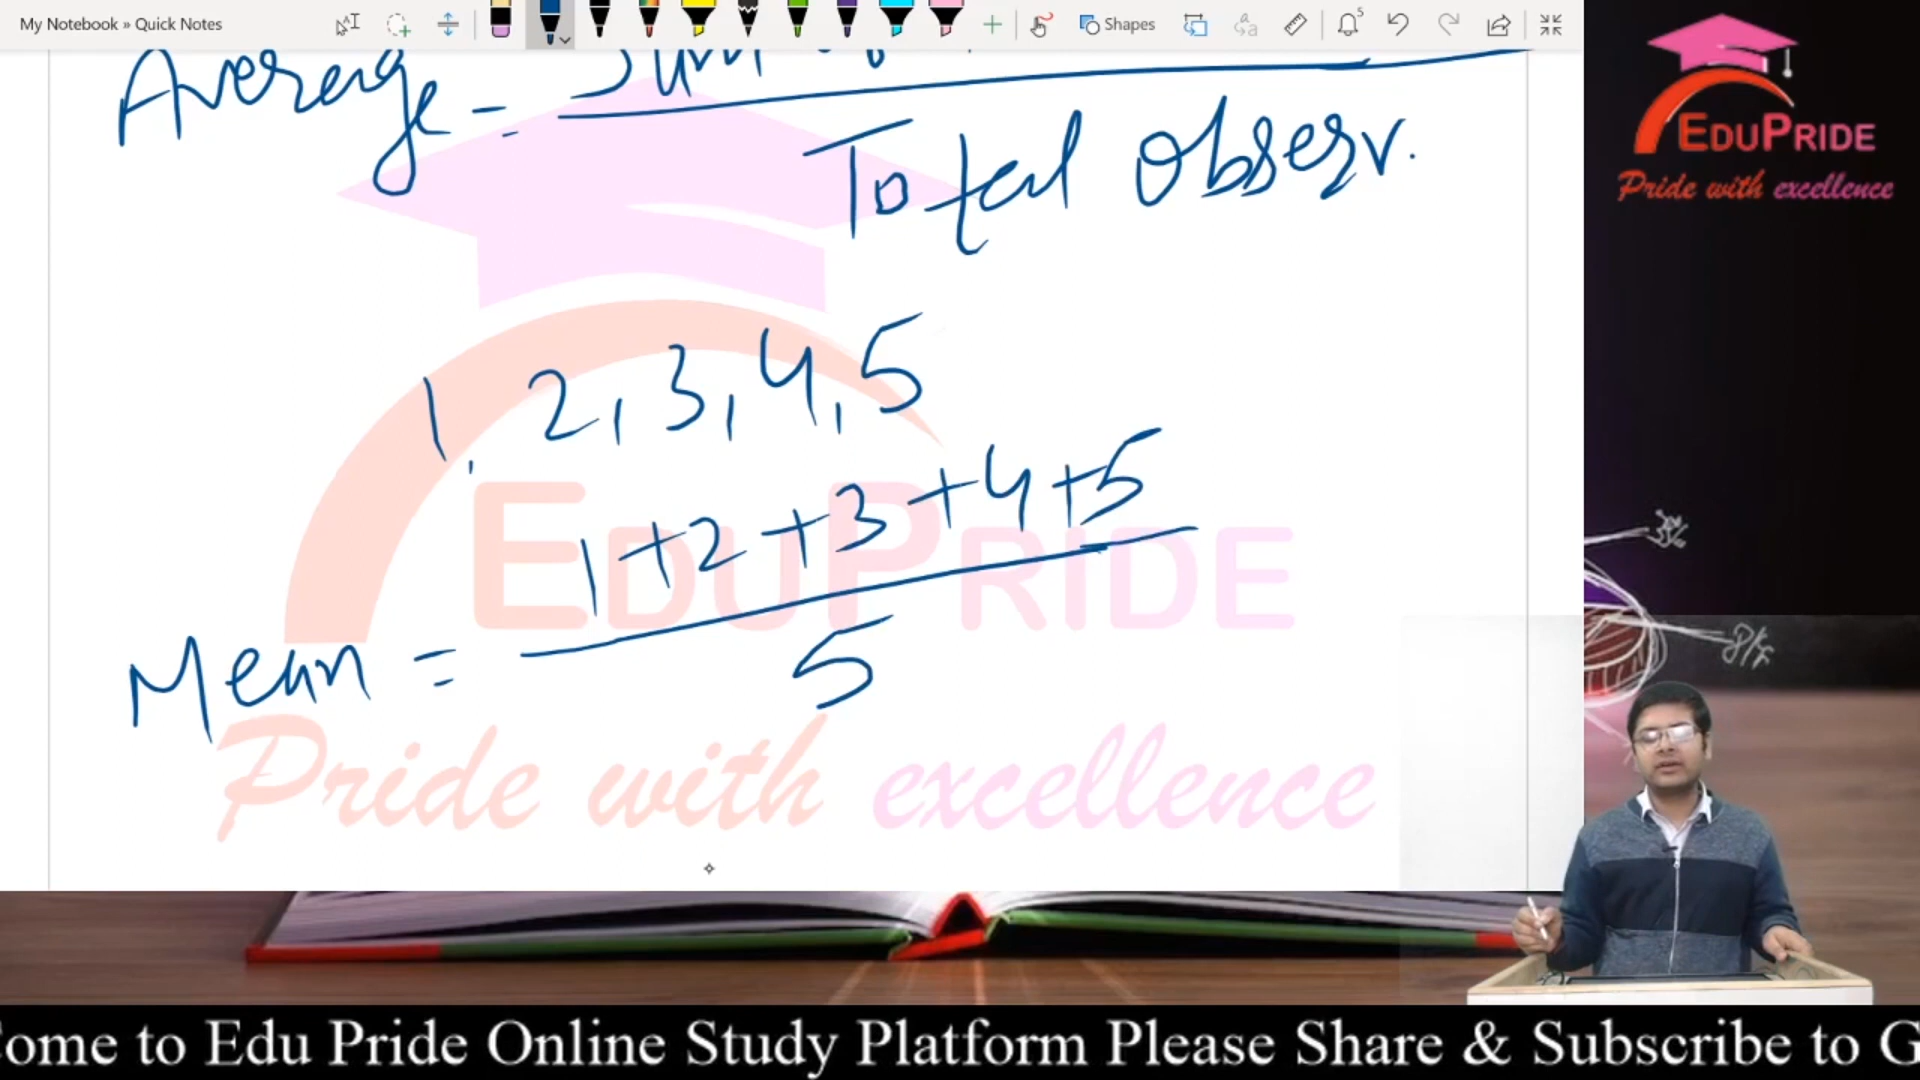 My Notebook » Quick Notes
Shapes
5
Average =
Total Observ.
1, 2, 3, 4, 5
1+2+3+4+5
Mean =
5
EDUPRIDE
Pride with excellence
EDUPRIDE
Pride with excellence
ome to Edu Pride Online Study Platform Please Share & Subscribe to G